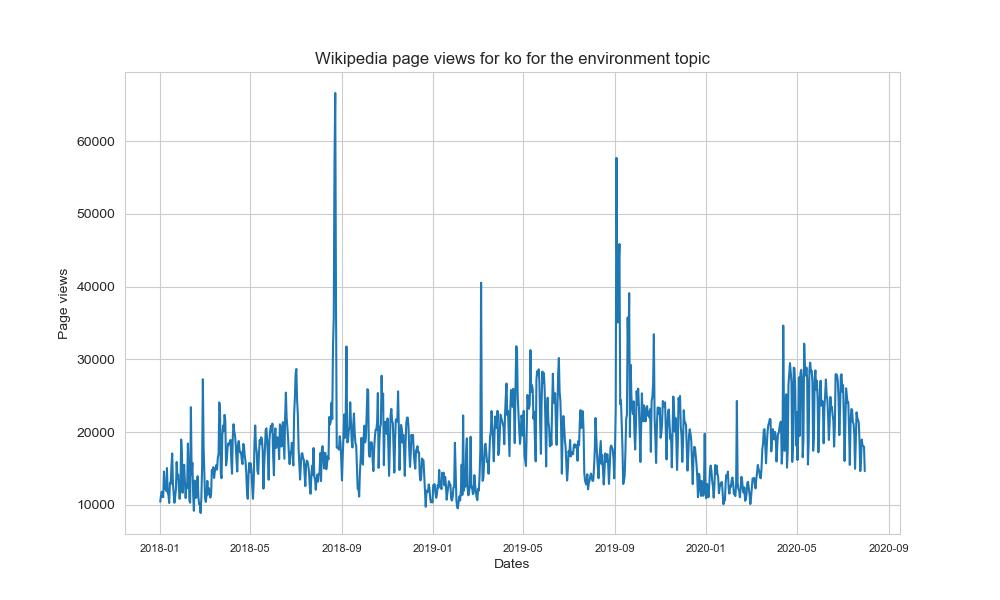 Wikipedia page views for ko for the environment topic
60000
50000
40000
30000
20000
10000
Page views
2018-01 2018-05 2018-09 2019-01 2019-05 2019-09 2020-01 2020-05 2020-09
Dates